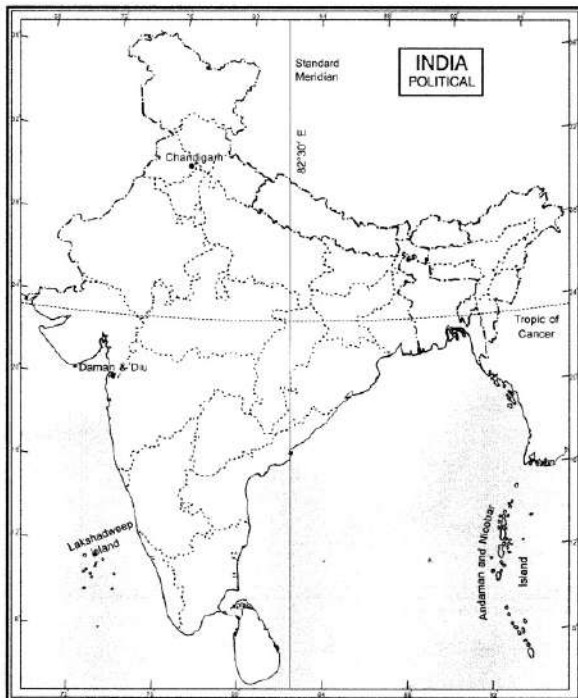 INDIA
POLITICAL
Standard
Meridian
82°30' E
Chandigarh
Tropic of
Cancer
Daman & Diu
Lakshadweep
Island
Andaman and Nicobar
Island